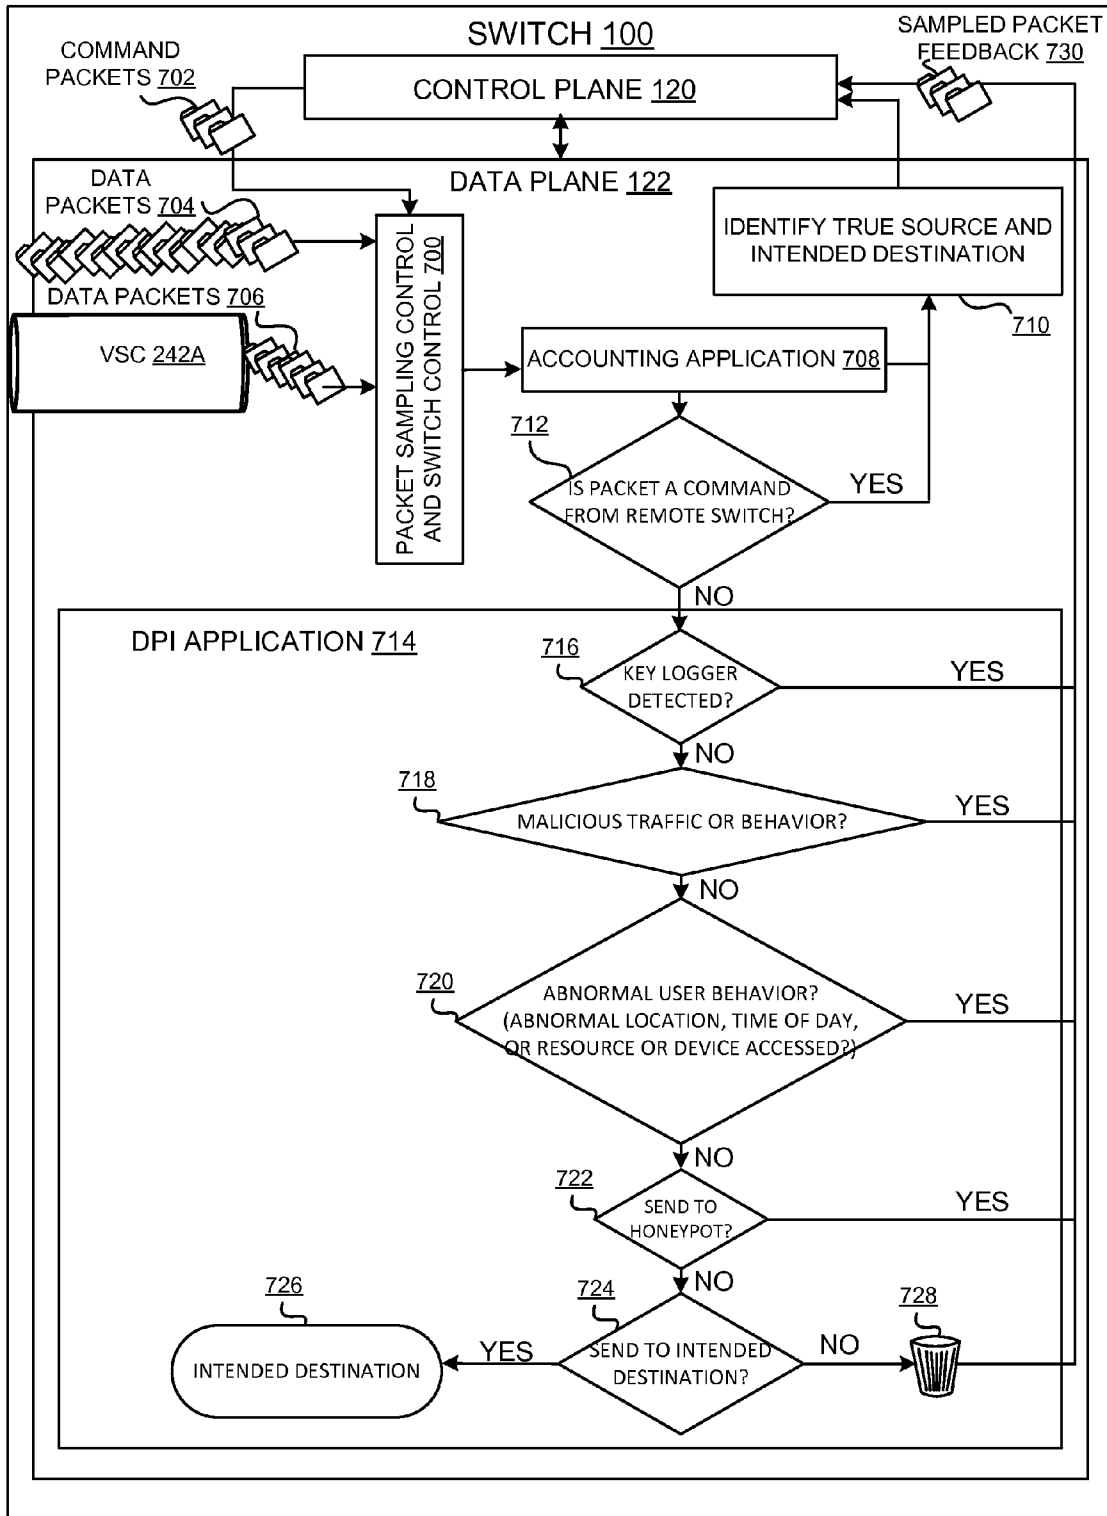 SWITCH 100
COMMAND
PACKETS 702
SAMPLED PACKET
FEEDBACK 730
CONTROL PLANE 120
DATA PLANE 122
DATA
PACKETS 704
DATA PACKETS 706
VSC 242A
PACKET SAMPLING CONTROL
AND SWITCH CONTROL 700
IDENTIFY TRUE SOURCE AND
INTENDED DESTINATION
710
ACCOUNTING APPLICATION 708
712
IS PACKET A COMMAND
FROM REMOTE SWITCH?
YES
NO
DPI APPLICATION 714
716
KEY LOGGER
DETECTED?
YES
NO
718
MALICIOUS TRAFFIC OR BEHAVIOR?
YES
NO
720
ABNORMAL USER BEHAVIOR?
(ABNORMAL LOCATION, TIME OF DAY,
OR RESOURCE OR DEVICE ACCESSED?)
YES
NO
722
SEND TO
HONEYPOT?
YES
NO
724
SEND TO INTENDED
DESTINATION?
YES
NO
726
INTENDED DESTINATION
728